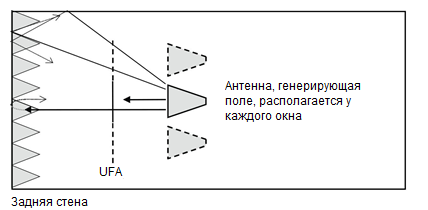 Антенна, генерирующая
поле, располагается у
каждого окна
UFA
Задняя стена